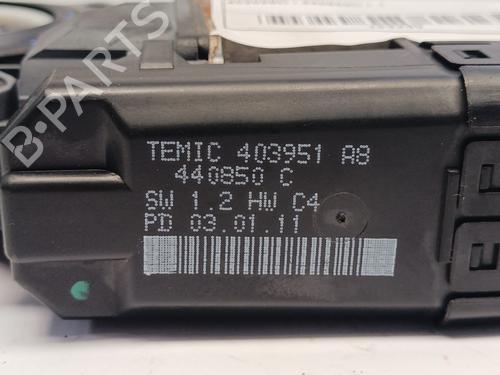 B-PARTS
TEMIC 403951 A8
440850 C
SW 1.2 HW C4
PD 03.01.11